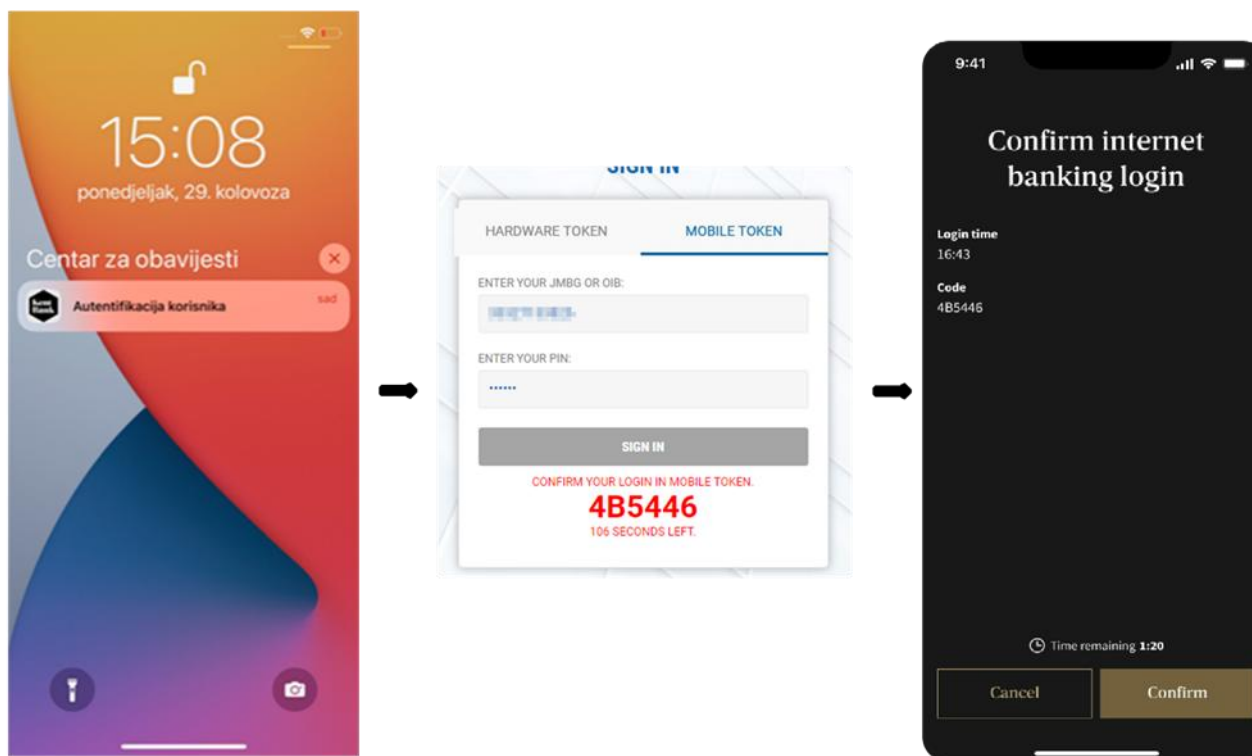 15:08
ponedjeljak, 29. kolovoza
Centar za obavijesti
Autentifikacija korisnika
sad
SIGN IN
HARDWARE TOKEN
MOBILE TOKEN
ENTER YOUR JMBG OR OIB:
ENTER YOUR PIN:
SIGN IN
CONFIRM YOUR LOGIN IN MOBILE TOKEN.
4B5446
106 SECONDS LEFT.
9:41
Confirm internet
banking login
Login time
16:43
Code
4B5446
Time remaining 1:20
Cancel
Confirm